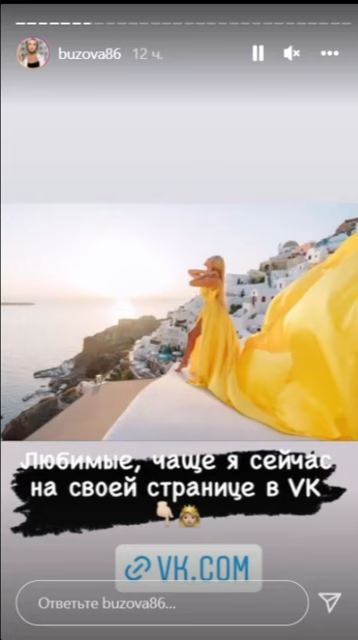 buzova86 12 ч.
Любимые, чаще я сейчас
на своей странице в VK
VK.COM
Ответьте buzova86...